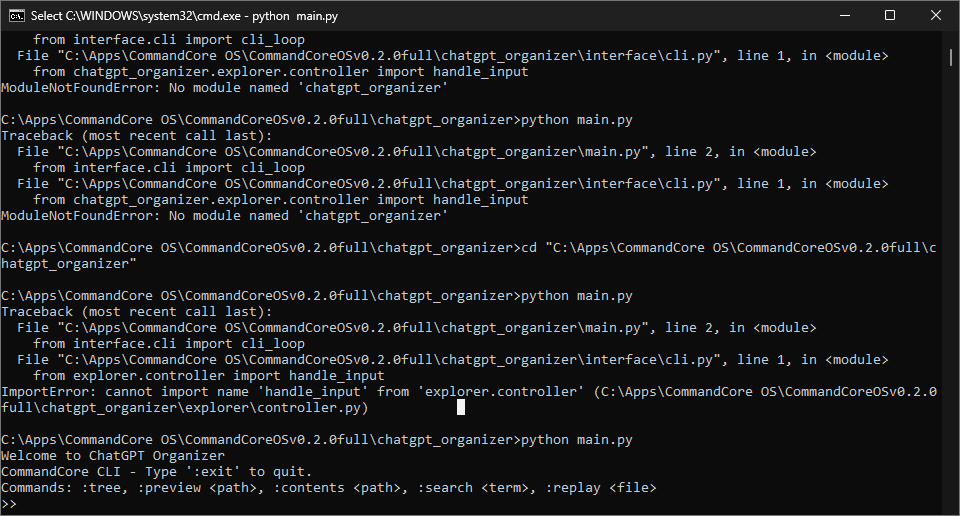 Select C:\WINDOWS\system32\cmd.exe - python  main.py
    from interface.cli import cli_loop
  File "C:\Apps\CommandCore OS\CommandCoreOSv0.2.0full\chatgpt_organizer\interface\cli.py", line 1, in <module>
    from chatgpt_organizer.explorer.controller import handle_input
ModuleNotFoundError: No module named 'chatgpt_organizer'

C:\Apps\CommandCore OS\CommandCoreOSv0.2.0full\chatgpt_organizer>python main.py
Traceback (most recent call last):
  File "C:\Apps\CommandCore OS\CommandCoreOSv0.2.0full\chatgpt_organizer\main.py", line 2, in <module>
    from interface.cli import cli_loop
  File "C:\Apps\CommandCore OS\CommandCoreOSv0.2.0full\chatgpt_organizer\interface\cli.py", line 1, in <module>
    from chatgpt_organizer.explorer.controller import handle_input
ModuleNotFoundError: No module named 'chatgpt_organizer'

C:\Apps\CommandCore OS\CommandCoreOSv0.2.0full\chatgpt_organizer>cd "C:\Apps\CommandCore OS\CommandCoreOSv0.2.0full\c
hatgpt_organizer"

C:\Apps\CommandCore OS\CommandCoreOSv0.2.0full\chatgpt_organizer>python main.py
Traceback (most recent call last):
  File "C:\Apps\CommandCore OS\CommandCoreOSv0.2.0full\chatgpt_organizer\main.py", line 2, in <module>
    from interface.cli import cli_loop
  File "C:\Apps\CommandCore OS\CommandCoreOSv0.2.0full\chatgpt_organizer\interface\cli.py", line 1, in <module>
    from explorer.controller import handle_input
ImportError: cannot import name 'handle_input' from 'explorer.controller' (C:\Apps\CommandCore OS\CommandCoreOSv0.2.0
full\chatgpt_organizer\explorer\controller.py)

C:\Apps\CommandCore OS\CommandCoreOSv0.2.0full\chatgpt_organizer>python main.py
Welcome to ChatGPT Organizer
CommandCore CLI - Type ':exit' to quit.
Commands: :tree, :preview <path>, :contents <path>, :search <term>, :replay <file>
>>